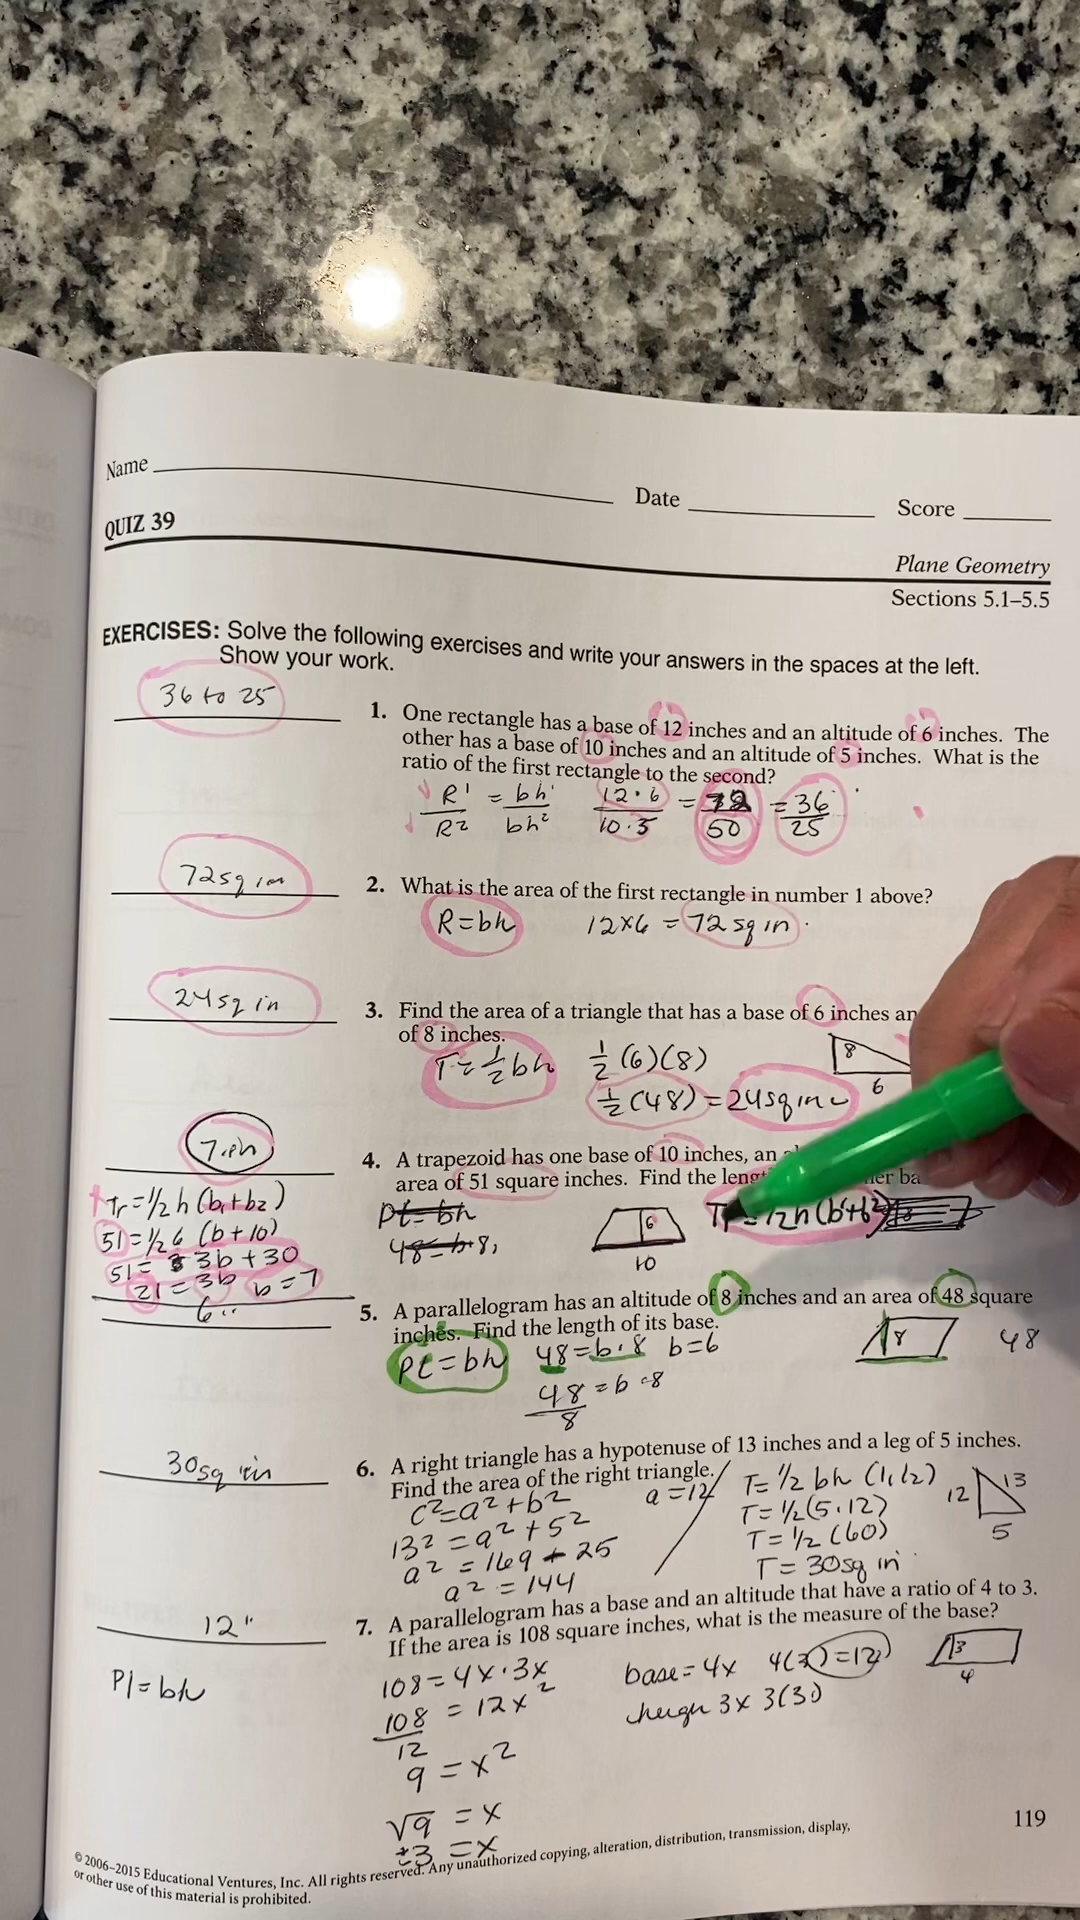 Name
Date
Score
QUIZ 39
Plane Geometry
Sections 5.1–5.5
EXERCISES: Solve the following exercises and write your answers in the spaces at the left.
Show your work.
36 to 25
1. One rectangle has a base of 12 inches and an altitude of 6 inches. The
other has a base of 10 inches and an altitude of 5 inches. What is the
ratio of the first rectangle to the second?
R1/R2 = bh1/bh2 12·6/10·5 = 72/50 = 36/25
72 sq in
2. What is the area of the first rectangle in number 1 above?
R=bh 12x6 = 72 sq in
24 sq in
3. Find the area of a triangle that has a base of 6 inches an
of 8 inches.
T=1/2bh 1/2(6)(8)
8
6
1/2(48)=24sq in
4. A trapezoid has one base of 10 inches, an
area of 51 square inches. Find the leng
Tr=1/2h(b1+b2)
51=1/2 6 (b+10)
51= 3b+30
21=3b b=7
6
10
6"
5. A parallelogram has an altitude of 8 inches and an area of 48 square
inches. Find the length of its base.
48=b·8 b=6
8
48
48/8 = b
30 sq in
6. A right triangle has a hypotenuse of 13 inches and a leg of 5 inches.
Find the area of the right triangle.
c2=a2+b2
132=a2+52
a2=169-25
a2=144
a=12
T=1/2bh (l1l2)
T=1/2(5·12)
T=1/2(60)
T=30sq in
12
13
5
12"
7. A parallelogram has a base and an altitude that have a ratio of 4 to 3.
If the area is 108 square inches, what is the measure of the base?
108=4x·3x
108/12 = 12x2
9=x2
√9=x
±3=x
base=4x 4(3)=12
3x 3(3)
3
4
=bh
119
© 2006–2015 Educational Ventures, Inc. All rights reserved. Any unauthorized copying, alteration, distribution, transmission, display,
or other use of this material is prohibited.